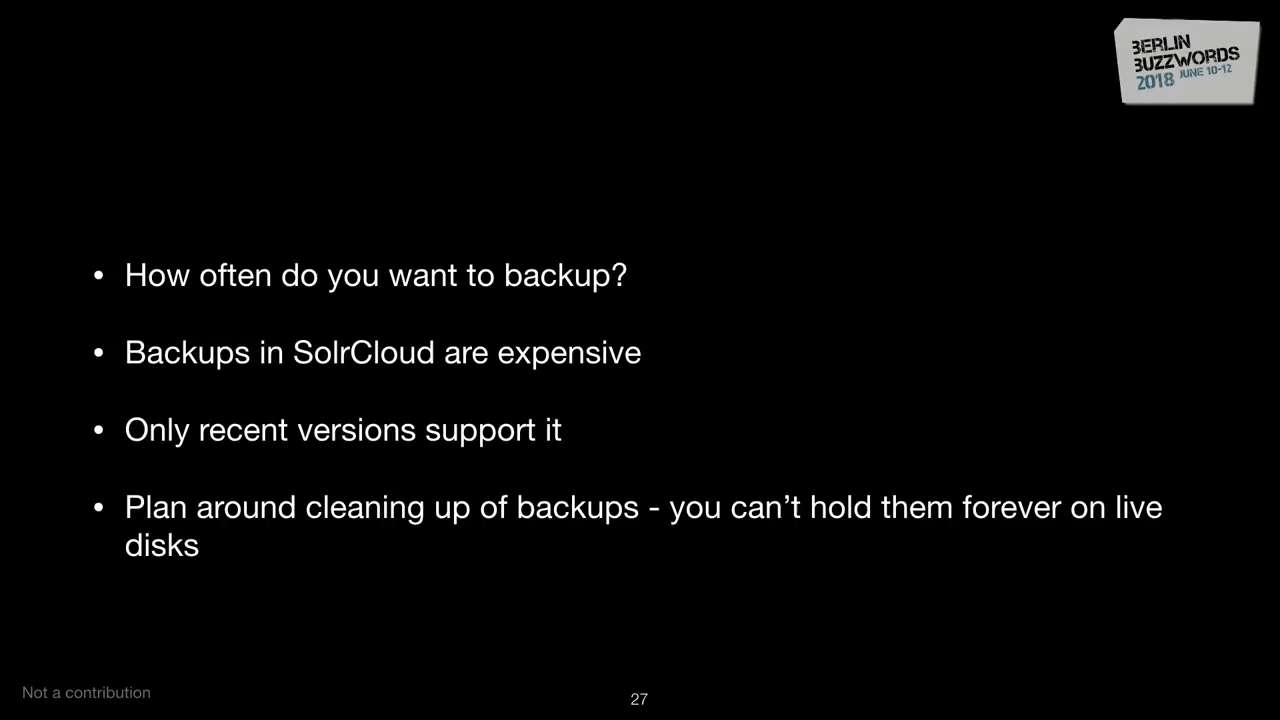 BERLIN
BUZZWORDS
2018 JUNE 10-12
• How often do you want to backup?
• Backups in SolrCloud are expensive
• Only recent versions support it
• Plan around cleaning up of backups - you can’t hold them forever on live
disks
Not a contribution
27